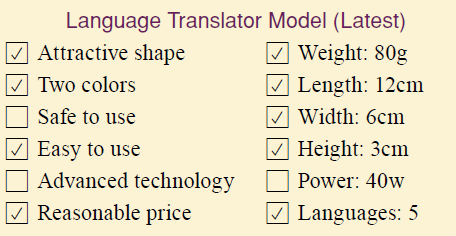 Language Translator Model (Latest)
☑ Attractive shape
☑ Two colors
☐ Safe to use
☑ Easy to use
☐ Advanced technology
☑ Reasonable price
☑ Weight: 80g
☑ Length: 12cm
☑ Width: 6cm
☑ Height: 3cm
☐ Power: 40w
☑ Languages: 5